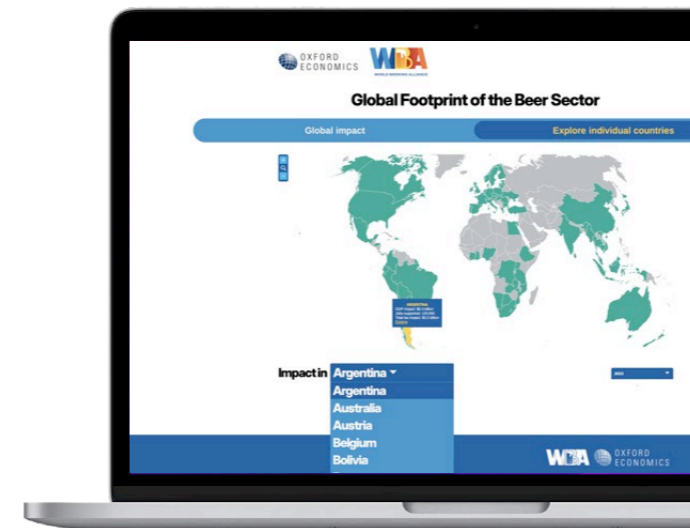 OXFORD
ECONOMICS
WBA
WORLD BREWING ALLIANCE
Global Footprint of the Beer Sector
Global impact
Explore individual countries
ARGENTINA
Impact in Argentina
Argentina
Australia
Austria
Belgium
Bolivia
WBA
OXFORD
ECONOMICS